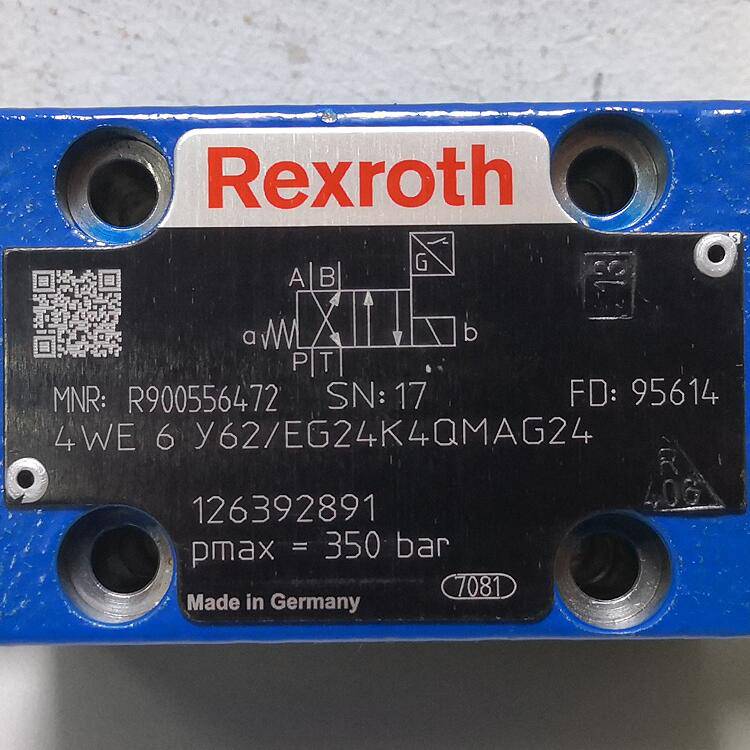 Rexroth
G
A B
a b
P T
MNR: R900556472 SN: 17 FD: 95614
4WE 6 Y62/EG24K4QMAG24
126392891
pmax = 350 bar
7081
Made in Germany